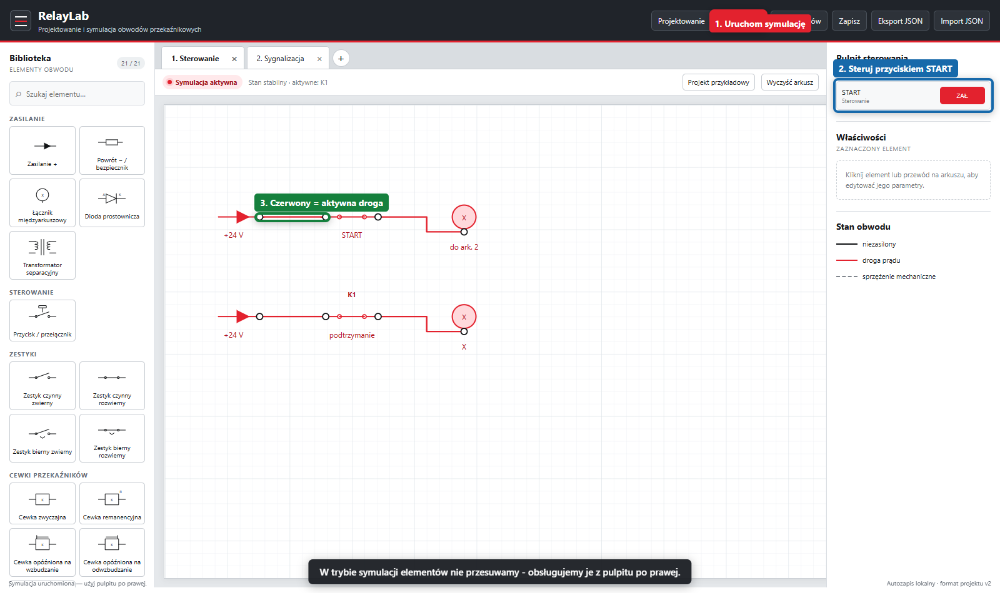 RelayLab
Projektowanie i symulacja obwodów przekaźnikowych
Projektowanie
1. Uruchom symulację
ów
Zapisz
Eksport JSON
Import JSON
Biblioteka
ELEMENTY OBWODU
21 / 21
Szukaj elementu...
ZASILANIE
Zasilanie +
Powrót – /
bezpiecznik
X
Łącznik
międzyarkuszowy
A
K
Dioda prostownicza
Transformator
separacyjny
STEROWANIE
Przycisk / przełącznik
ZESTYKI
Zestyk czynny
zwierny
Zestyk czynny
rozwierny
Zestyk bierny zwierny
Zestyk bierny
rozwierny
CEWKI PRZEKAŹNIKÓW
K
Cewka zwyczajna
K
R
Cewka remanencyjna
K
Cewka opóźniona na
wzbudzanie
K
Cewka opóźniona na
odwzbudzanie
Symulacja uruchomiona — użyj pulpitu po prawej.
1. Sterowanie ×
2. Sygnalizacja ×
+
Symulacja aktywna
Stan stabilny · aktywne: K1
Projekt przykładowy
Wyczyść arkusz
3. Czerwony = aktywna droga
+24 V
START
X
do ark. 2
K1
+24 V
podtrzymanie
X
X
W trybie symulacji elementów nie przesuwamy - obsługujemy je z pulpitu po prawej.
Pulpit sterowania
2. Steruj przyciskiem START
START
Sterowanie
ZAŁ.
Właściwości
ZAZNACZONY ELEMENT
Kliknij element lub przewód na arkuszu, aby
edytować jego parametry.
Stan obwodu
niezasilony
droga prądu
sprzężenie mechaniczne
Autozapis lokalny · format projektu v2